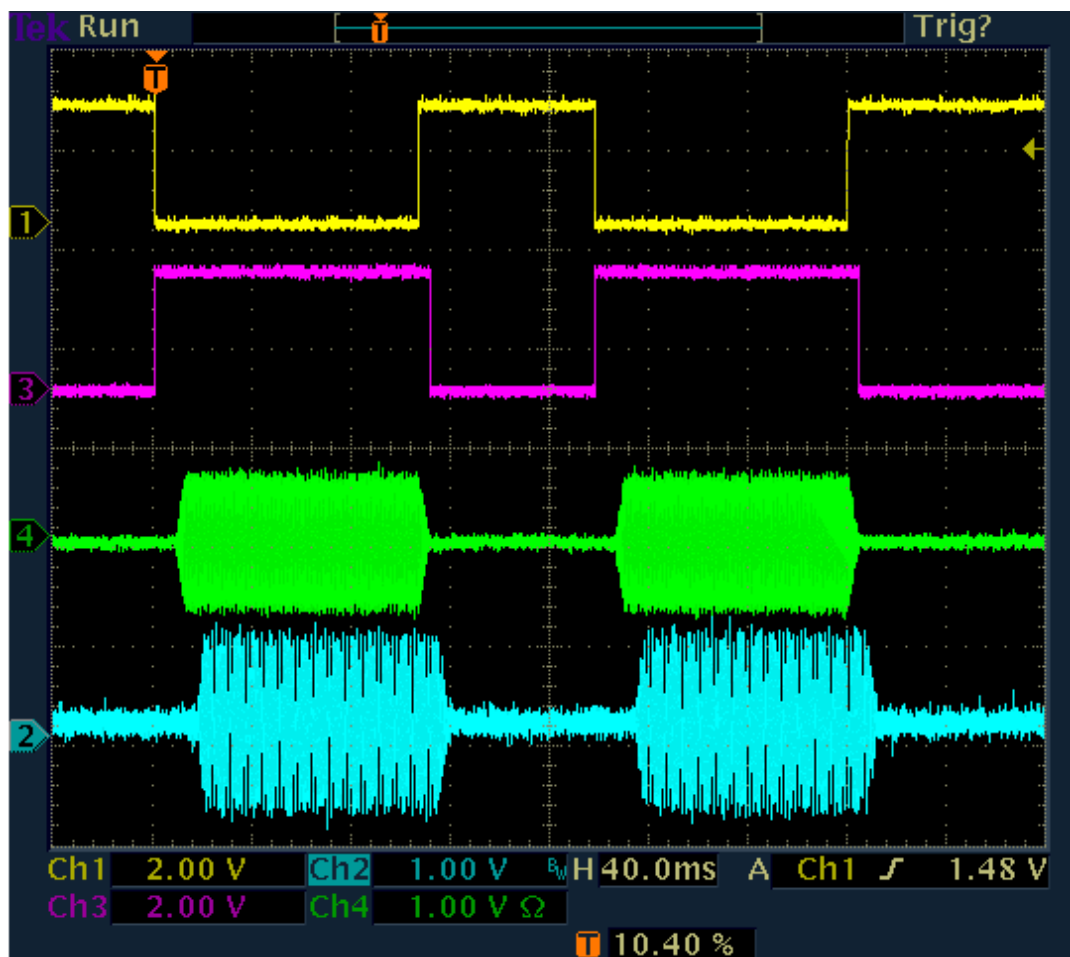 Tek Run Trig?
T
T
1
3
4
2
Ch1 2.00 V Ch2 1.00 V BW H 40.0ms A Ch1 1.48 V
Ch3 2.00 V Ch4 1.00 V Ω
T 10.40 %